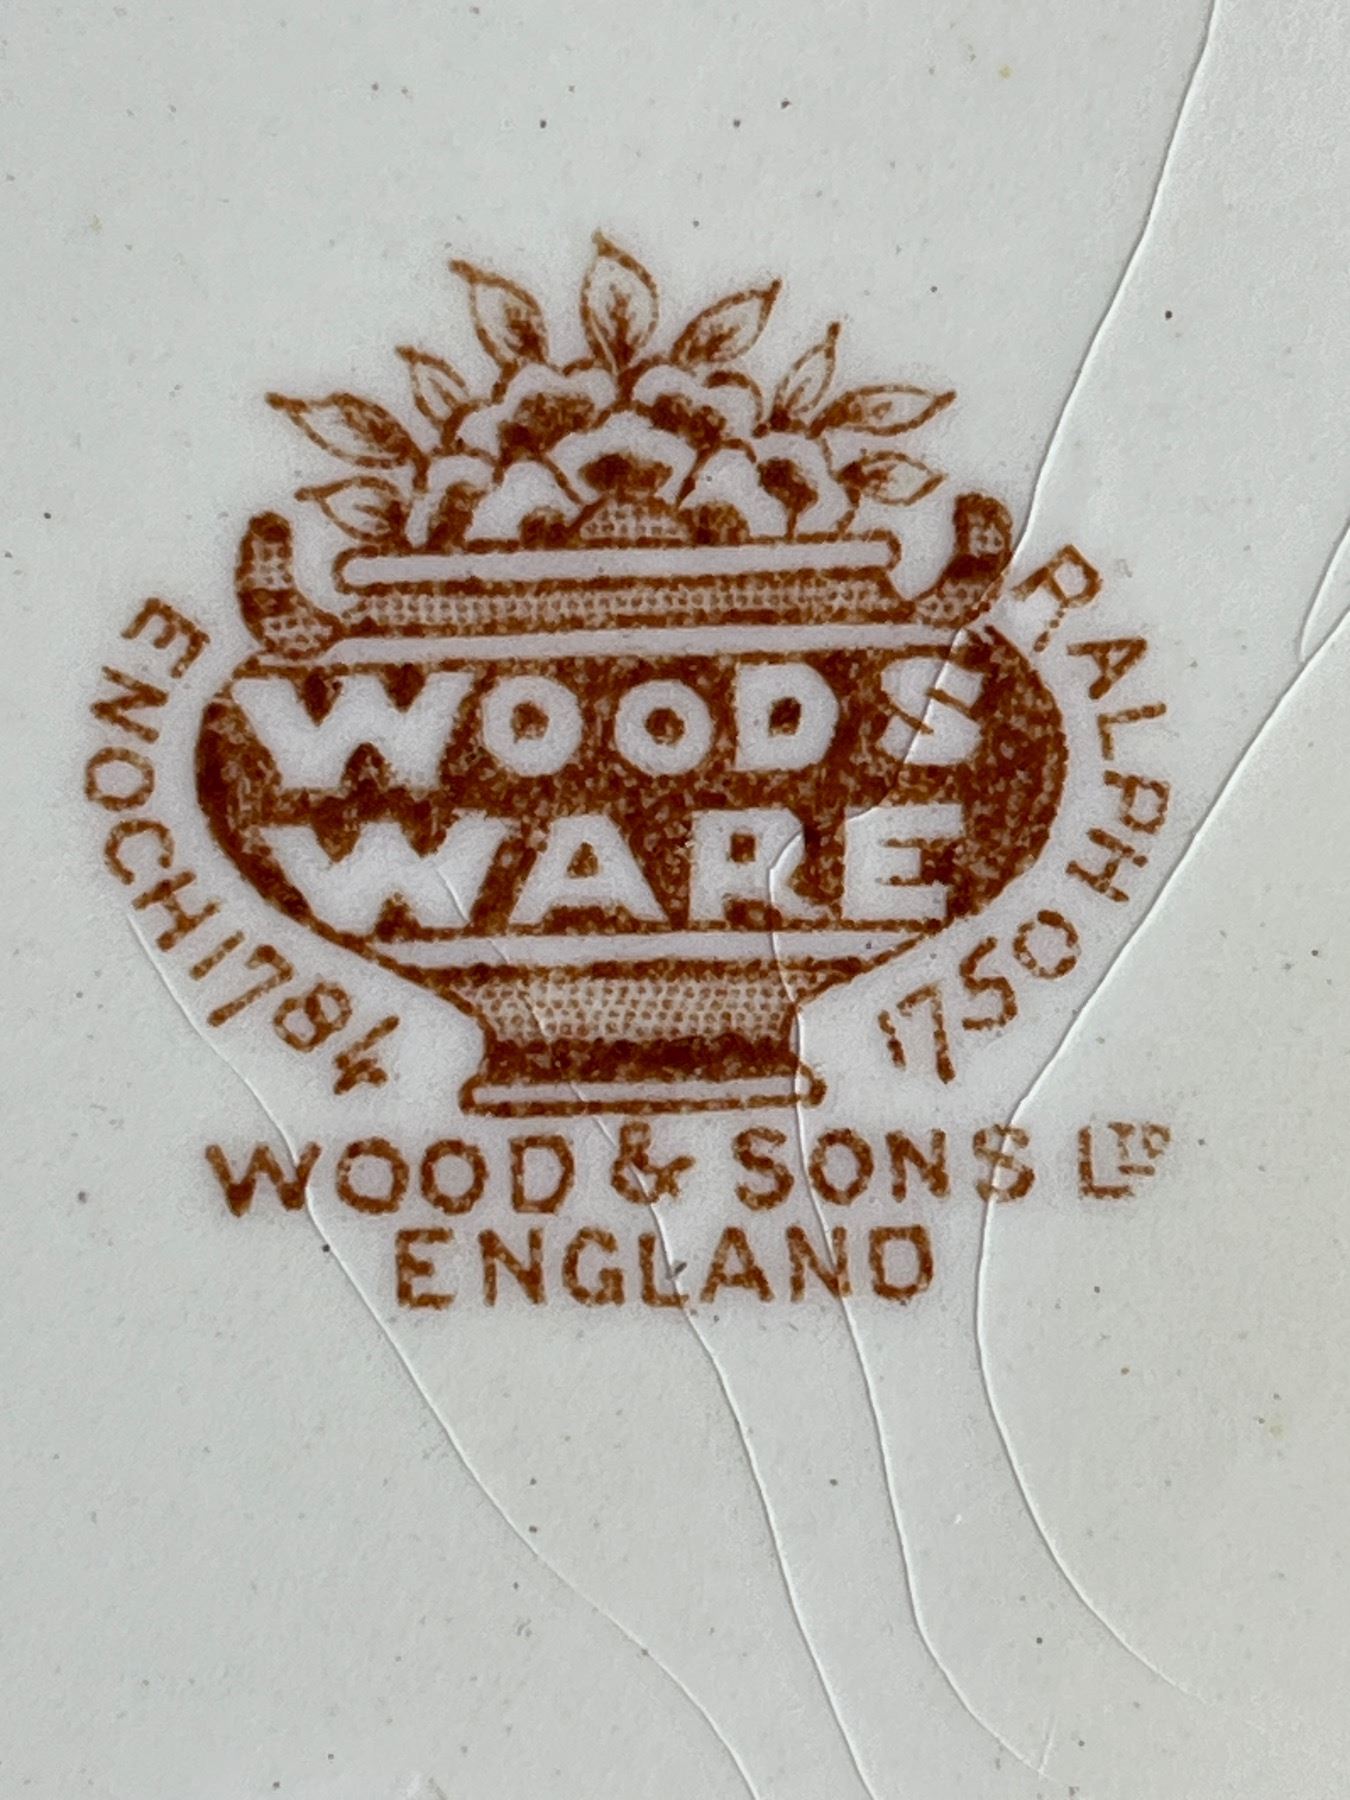 WOODS
WARE
ENOCH 1784
RALPH 1750
WOOD & SONS LTD
ENGLAND